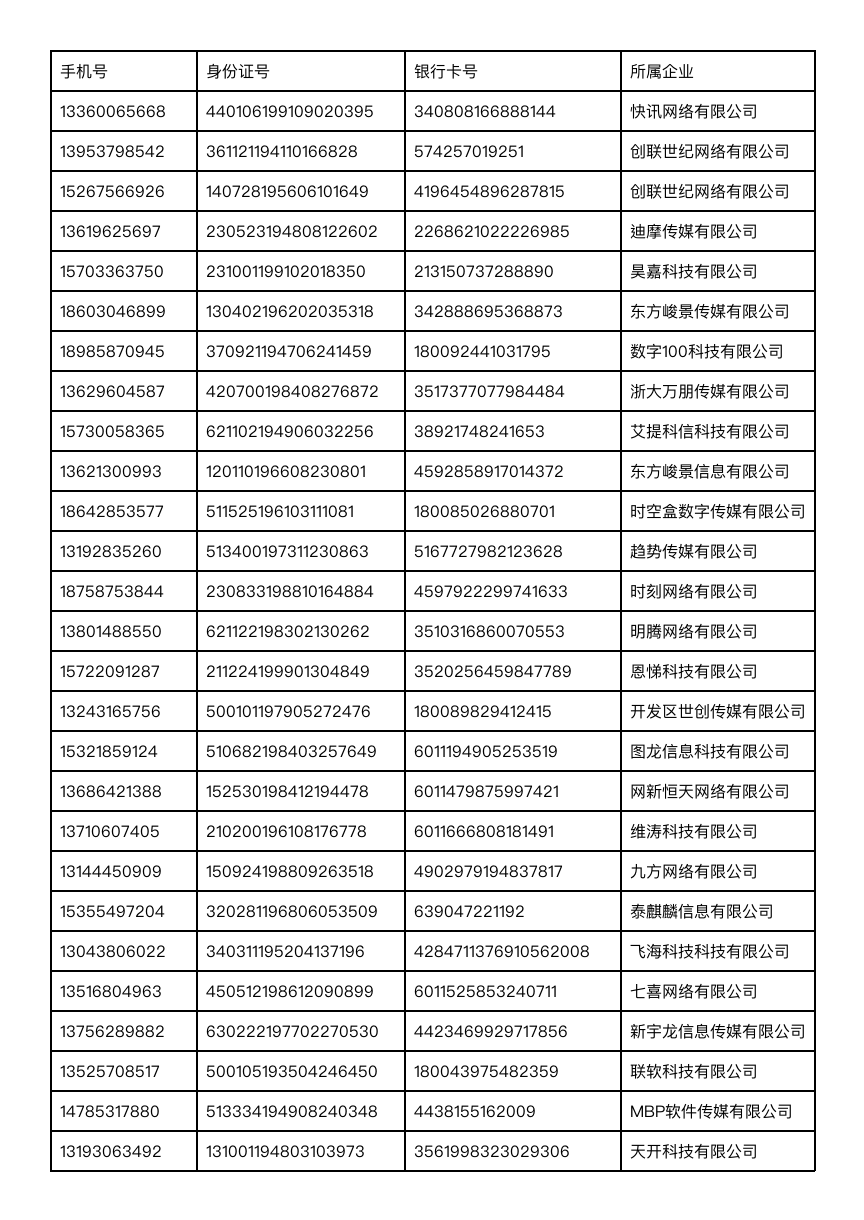 手机号 身份证号 银行卡号 所属企业
13360065668 440106199109020395 340808166888144 快讯网络有限公司
13953798542 361121194110166828 574257019251 创联世纪网络有限公司
15267566926 140728195606101649 4196454896287815 创联世纪网络有限公司
13619625697 230523194808122602 2268621022226985 迪摩传媒有限公司
15703363750 231001199102018350 213150737288890 昊嘉科技有限公司
18603046899 130402196202035318 342888695368873 东方峻景传媒有限公司
18985870945 370921194706241459 180092441031795 数字100科技有限公司
13629604587 420700198408276872 3517377077984484 浙大万朋传媒有限公司
15730058365 621102194906032256 38921748241653 艾提科信科技有限公司
13621300993 120110196608230801 4592858917014372 东方峻景信息有限公司
18642853577 511525196103111081 180085026880701 时空盒数字传媒有限公司
13192835260 513400197311230863 5167727982123628 趋势传媒有限公司
18758753844 230833198810164884 4597922299741633 时刻网络有限公司
13801488550 621122198302130262 3510316860070553 明腾网络有限公司
15722091287 211224199901304849 3520256459847789 恩悌科技有限公司
13243165756 500101197905272476 180089829412415 开发区世创传媒有限公司
15321859124 510682198403257649 6011194905253519 图龙信息科技有限公司
13686421388 152530198412194478 6011479875997421 网新恒天网络有限公司
13710607405 210200196108176778 6011666808181491 维涛科技有限公司
13144450909 150924198809263518 4902979194837817 九方网络有限公司
15355497204 320281196806053509 639047221192 泰麒麟信息有限公司
13043806022 340311195204137196 4284711376910562008 飞海科技科技有限公司
13516804963 450512198612090899 6011525853240711 七喜网络有限公司
13756289882 630222197702270530 4423469929717856 新宇龙信息传媒有限公司
13525708517 500105193504246450 180043975482359 联软科技有限公司
14785317880 513334194908240348 4438155162009 MBP软件传媒有限公司
13193063492 131001194803103973 3561998323029306 天开科技有限公司